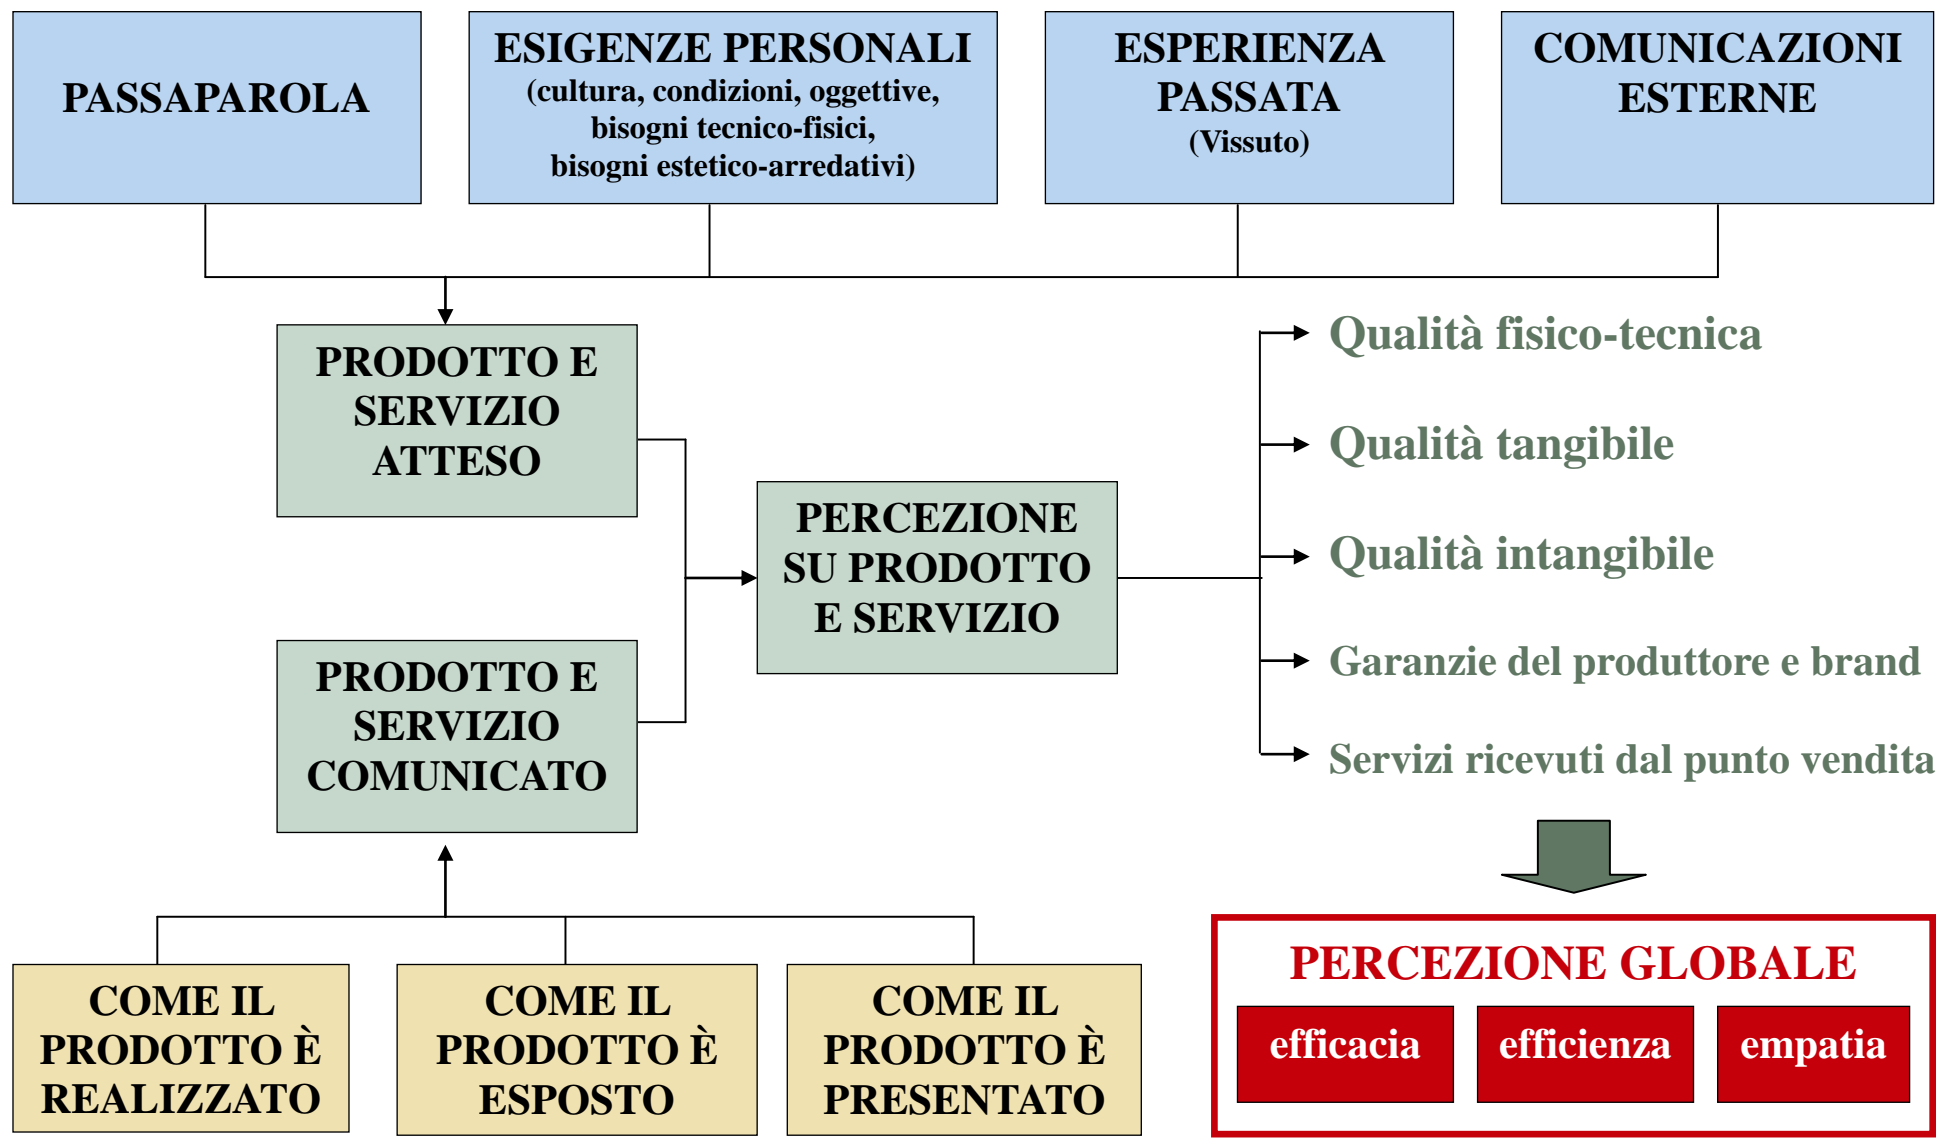 PASSAPAROLA
ESIGENZE PERSONALI
(cultura, condizioni, oggettive,
bisogni tecnico-fisici,
bisogni estetico-arredativi)
ESPERIENZA
PASSATA
(Vissuto)
COMUNICAZIONI
ESTERNE
PRODOTTO E
SERVIZIO
ATTESO
PRODOTTO E
SERVIZIO
COMUNICATO
PERCEZIONE
SU PRODOTTO
E SERVIZIO
Qualità fisico-tecnica
Qualità tangibile
Qualità intangibile
Garanzie del produttore e brand
Servizi ricevuti dal punto vendita
COME IL
PRODOTTO È
REALIZZATO
COME IL
PRODOTTO È
ESPOSTO
COME IL
PRODOTTO È
PRESENTATO
PERCEZIONE GLOBALE
efficacia
efficienza
empatia